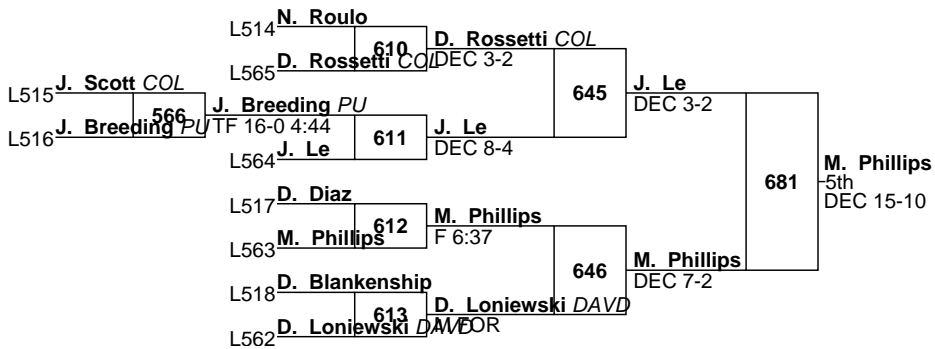 L514 N. Roulo
610 D. Rossetti COL
DEC 3-2
L565 D. Rossetti COL
L515 J. Scott COL
566 J. Breeding PU
TF 16-0 4:44
L516 J. Breeding PU
645 J. Le
DEC 3-2
611 J. Le
DEC 8-4
L564 J. Le
681 M. Phillips
5th
DEC 15-10
L517 D. Diaz
612 M. Phillips
F 6:37
L563 M. Phillips
646 M. Phillips
DEC 7-2
L518 D. Blankenship
613 D. Loniewski DAVD
FOR
L562 D. Loniewski DAVD